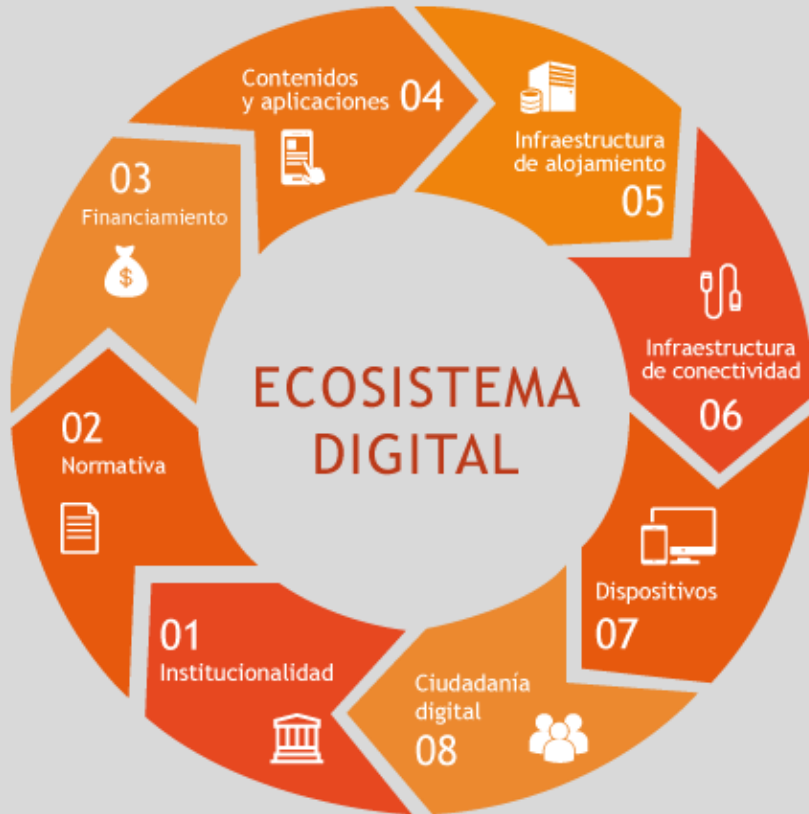 ECOSISTEMA
DIGITAL
01
Institucionalidad
02
Normativa
03
Financiamiento
$
Contenidos
y aplicaciones 04
Infraestructura
de alojamiento
05
Infraestructura
de conectividad
06
Dispositivos
07
Ciudadanía
digital
08